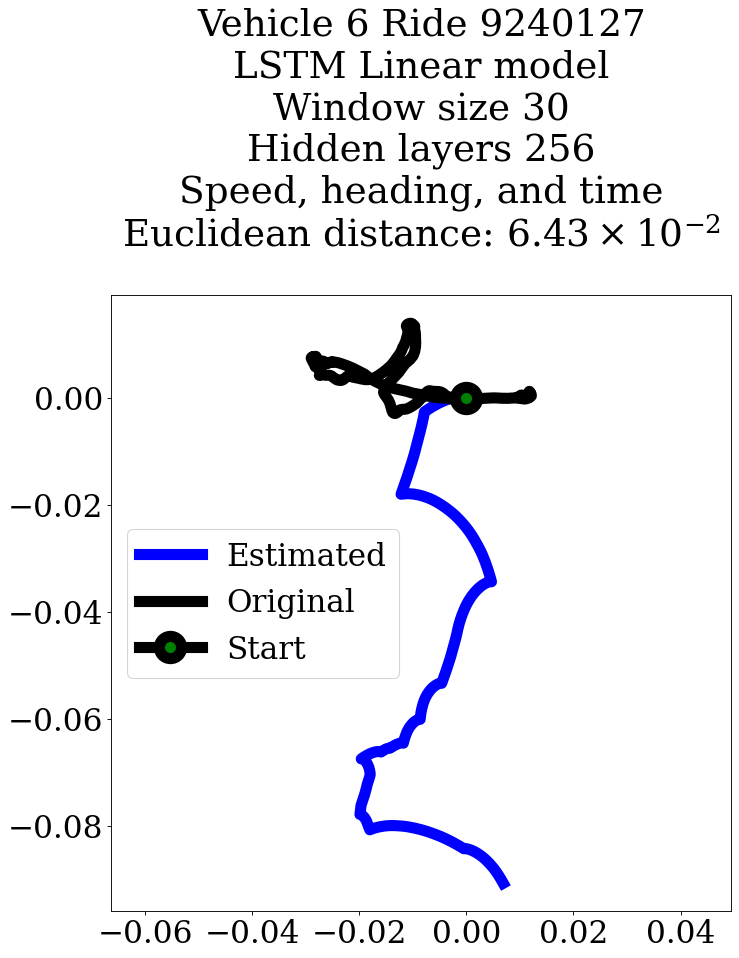 Vehicle 6 Ride 9240127
LSTM Linear model
Window size 30
Hidden layers 256
Speed, heading, and time
Euclidean distance: 6.43 × 10⁻²
0.00
−0.02
−0.04
−0.06
−0.08
Estimated
Original
Start
−0.06 −0.04 −0.02 0.00 0.02 0.04